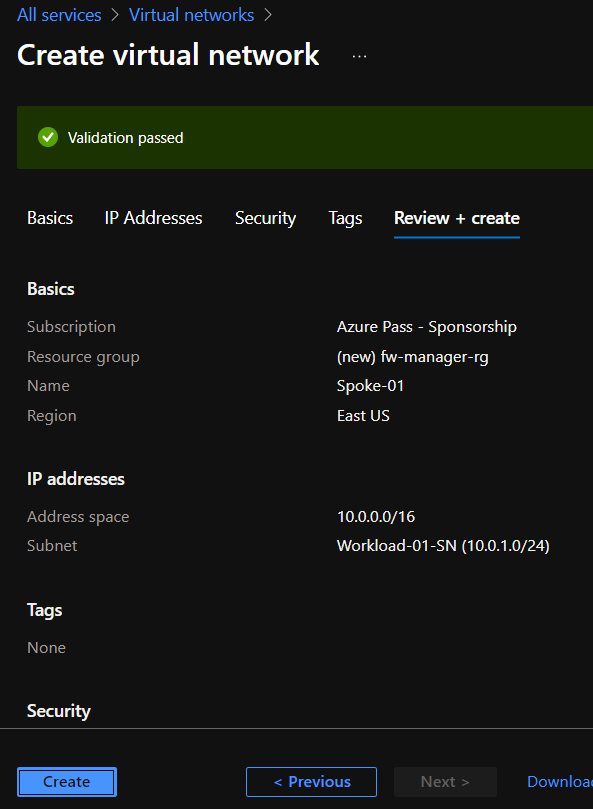 All services > Virtual networks >
Create virtual network ...
Validation passed
Basics IP Addresses Security Tags Review + create
Basics
Subscription Azure Pass - Sponsorship
Resource group (new) fw-manager-rg
Name Spoke-01
Region East US
IP addresses
Address space 10.0.0.0/16
Subnet Workload-01-SN (10.0.1.0/24)
Tags
None
Security
Create < Previous Next > Downloa